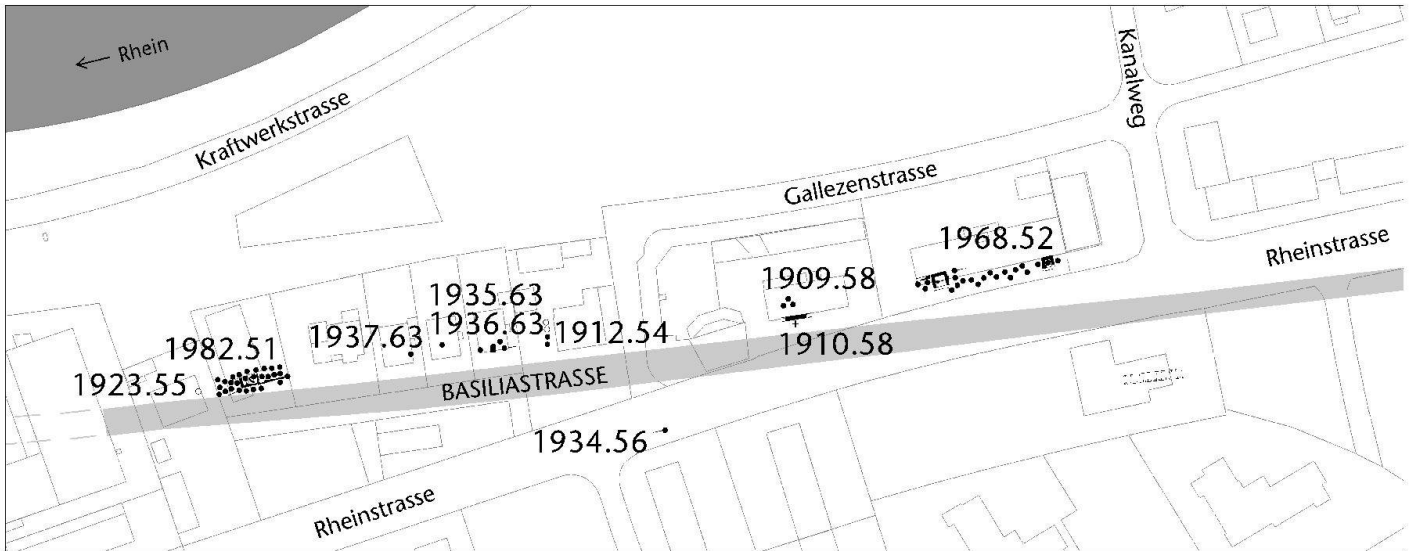 ← Rhein
Kraftwerkstrasse
Kanalweg
Gallezenstrasse
Rheinstrasse
1968.52
1909.58
1910.58
1935.63
1936.63
1937.63
1912.54
1982.51
1923.55
BASILIASTRASSE
1934.56
Rheinstrasse